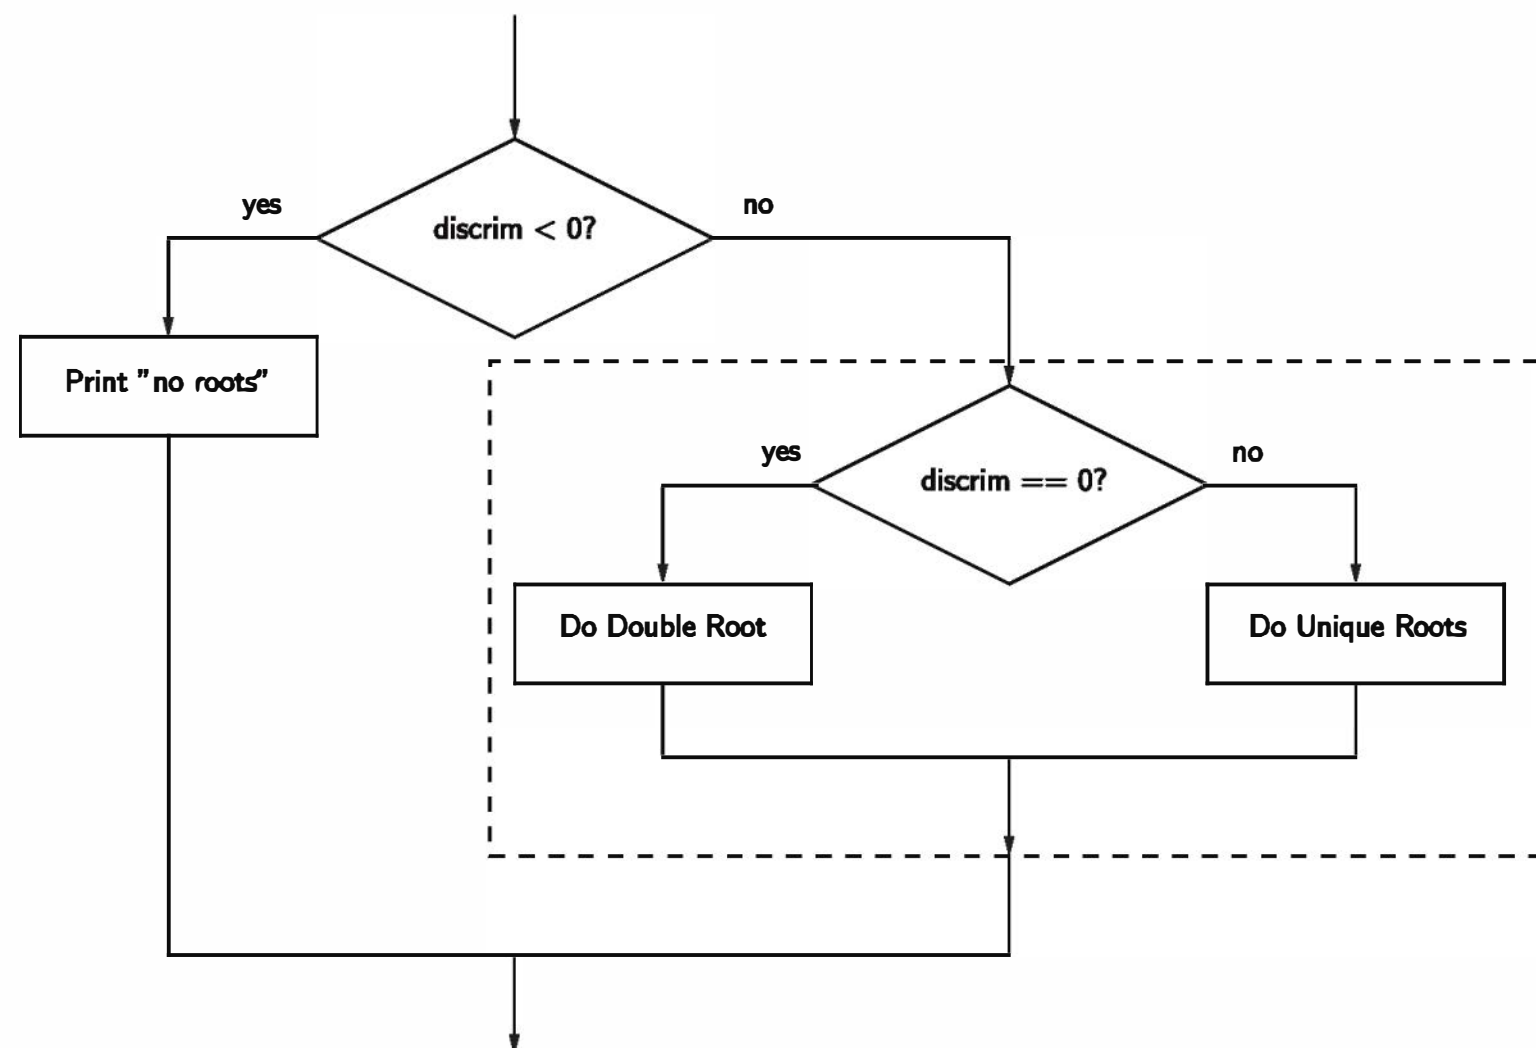 yes
no
discrim < 0?
Print "no roots"
yes
no
discrim == 0?
Do Double Root
Do Unique Roots